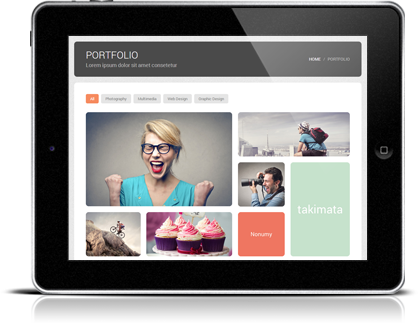 PORTFOLIO
Lorem ipsum dolor sit amet consetetur
HOME / PORTFOLIO
All
Photography
Multimedia
Web Design
Graphic Design
takimata
Nonumy